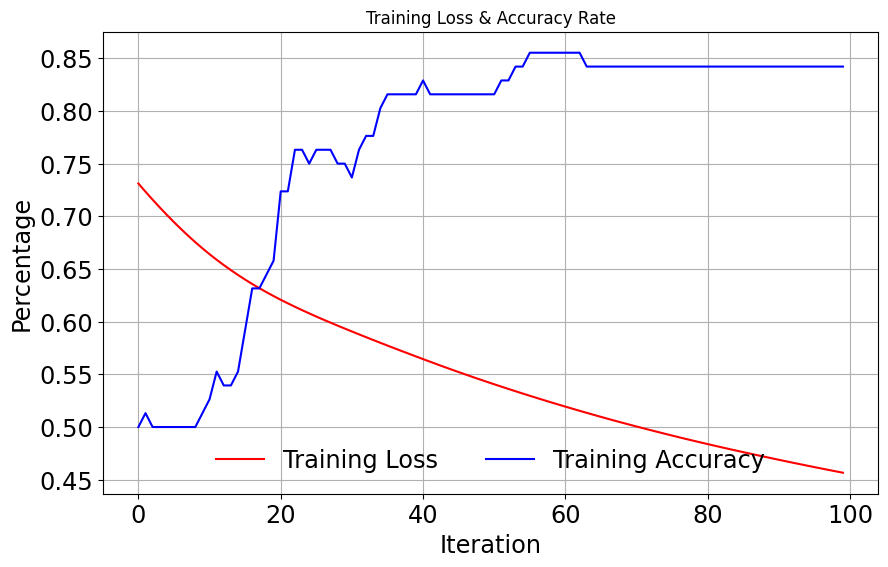 Training Loss & Accuracy Rate
0.85
0.80
0.75
0.70
0.65
0.60
0.55
0.50
0.45
Percentage
Training Loss Training Accuracy
0 20 40 60 80 100
Iteration